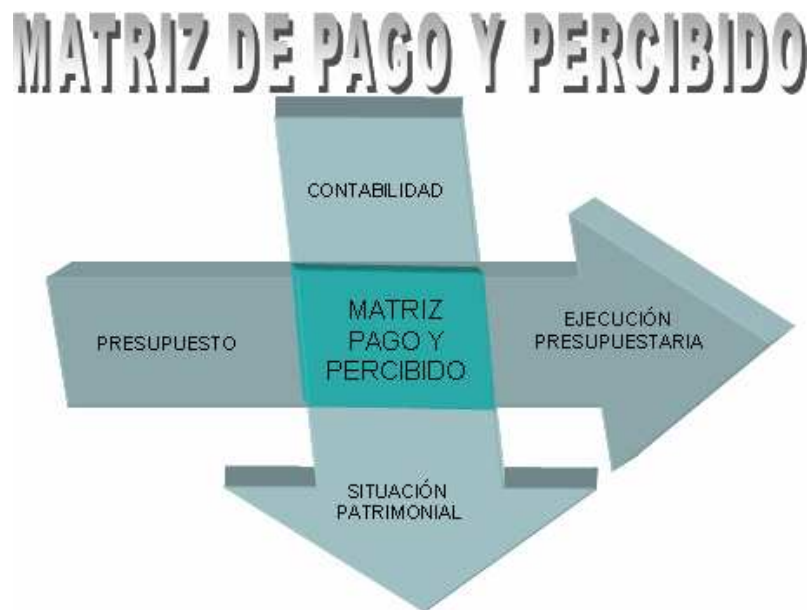 MATRIZ DE PAGO Y PERCIBIDO
CONTABILIDAD
PRESUPUESTO
MATRIZ
PAGO Y
PERCIBIDO
EJECUCIÓN
PRESUPUESTARIA
SITUACIÓN
PATRIMONIAL